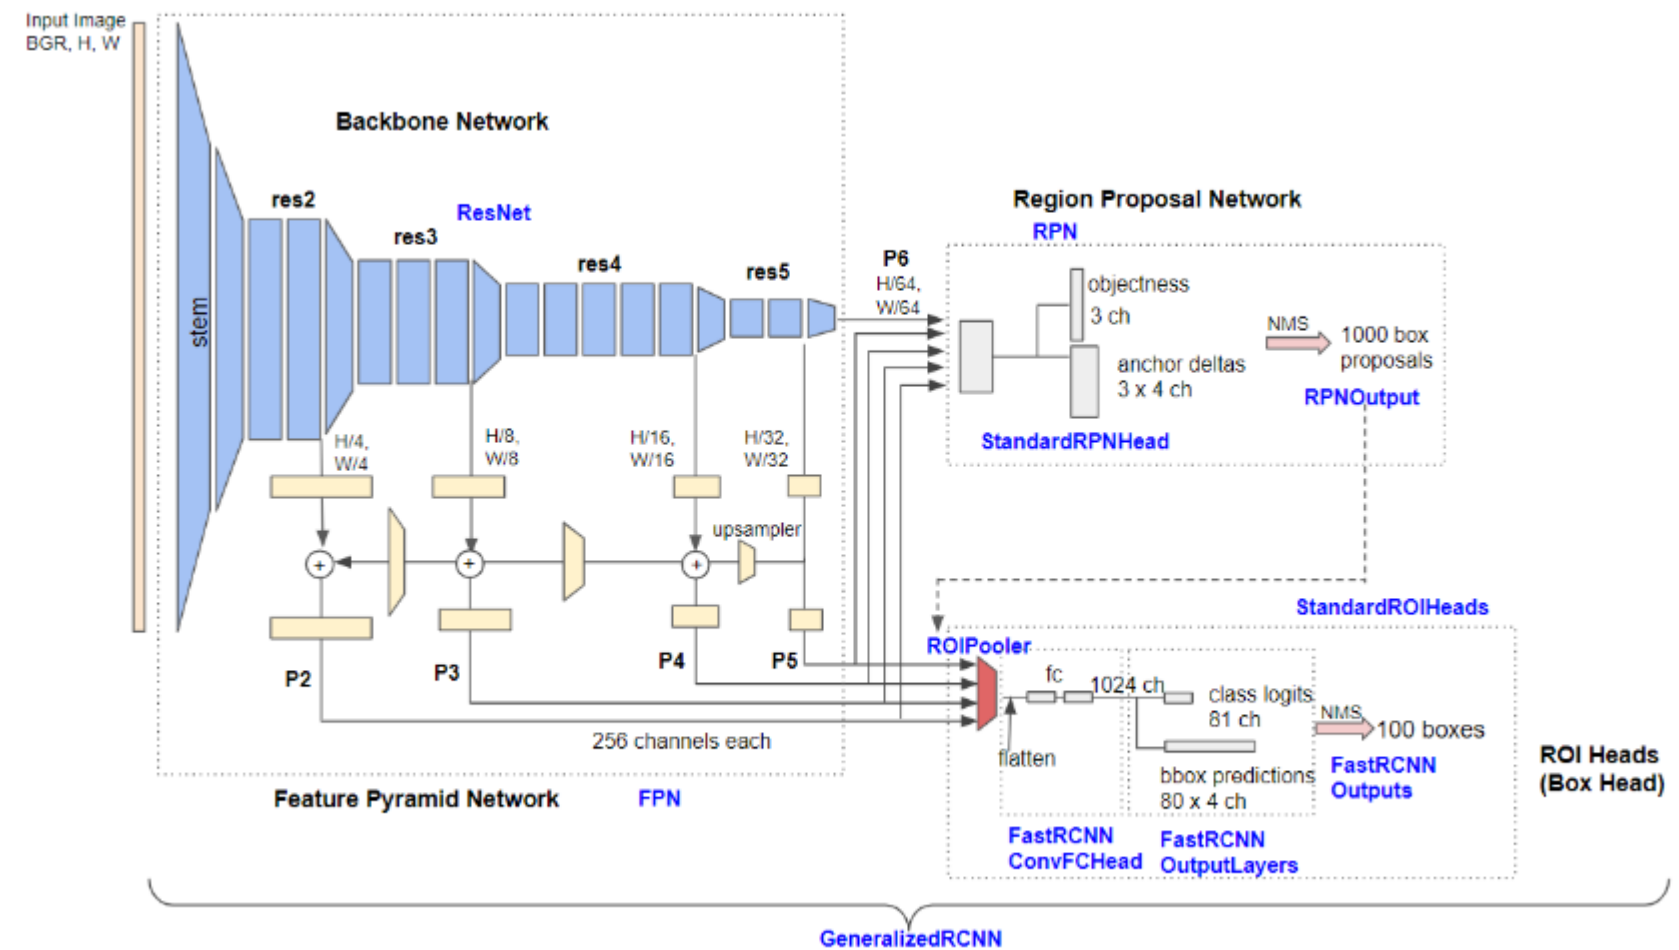 Input Image
BGR, H, W
Backbone Network
res2
ResNet
res3
res4
res5
stem
Region Proposal Network
RPN
P6
H/64,
W/64
objectness
3 ch
anchor deltas
3 x 4 ch
NMS
1000 box
proposals
RPNOutput
StandardRPNHead
H/4,
W/4
H/8,
W/8
H/16,
W/16
H/32,
W/32
upsampler
+
+
+
P2
P3
P4
P5
256 channels each
Feature Pyramid Network
FPN
StandardROIHeads
ROIPooler
fc
1024 ch
flatten
class logits
81 ch
bbox predictions
80 x 4 ch
NMS
100 boxes
FastRCNN
Outputs
ROI Heads
(Box Head)
FastRCNN
ConvFCHead
FastRCNN
OutputLayers
GeneralizedRCNN